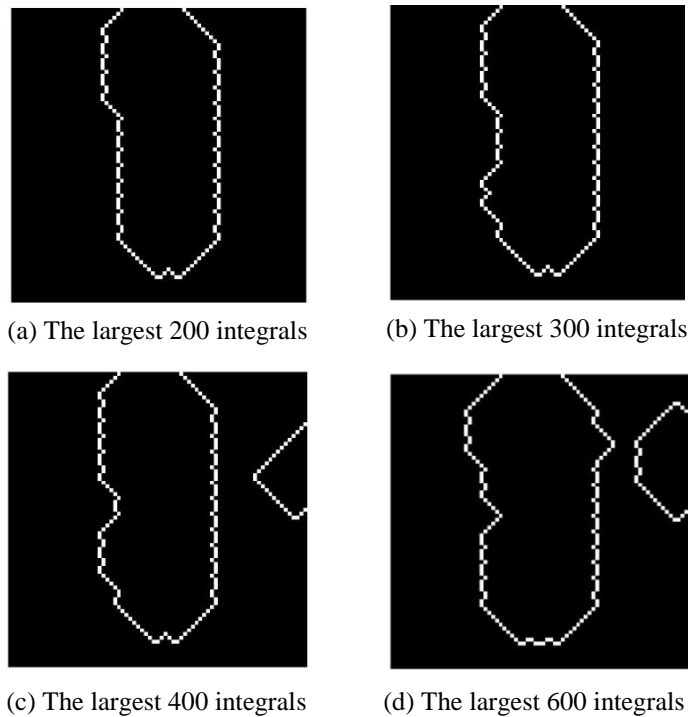 (a) The largest 200 integrals
(b) The largest 300 integrals
(c) The largest 400 integrals
(d) The largest 600 integrals